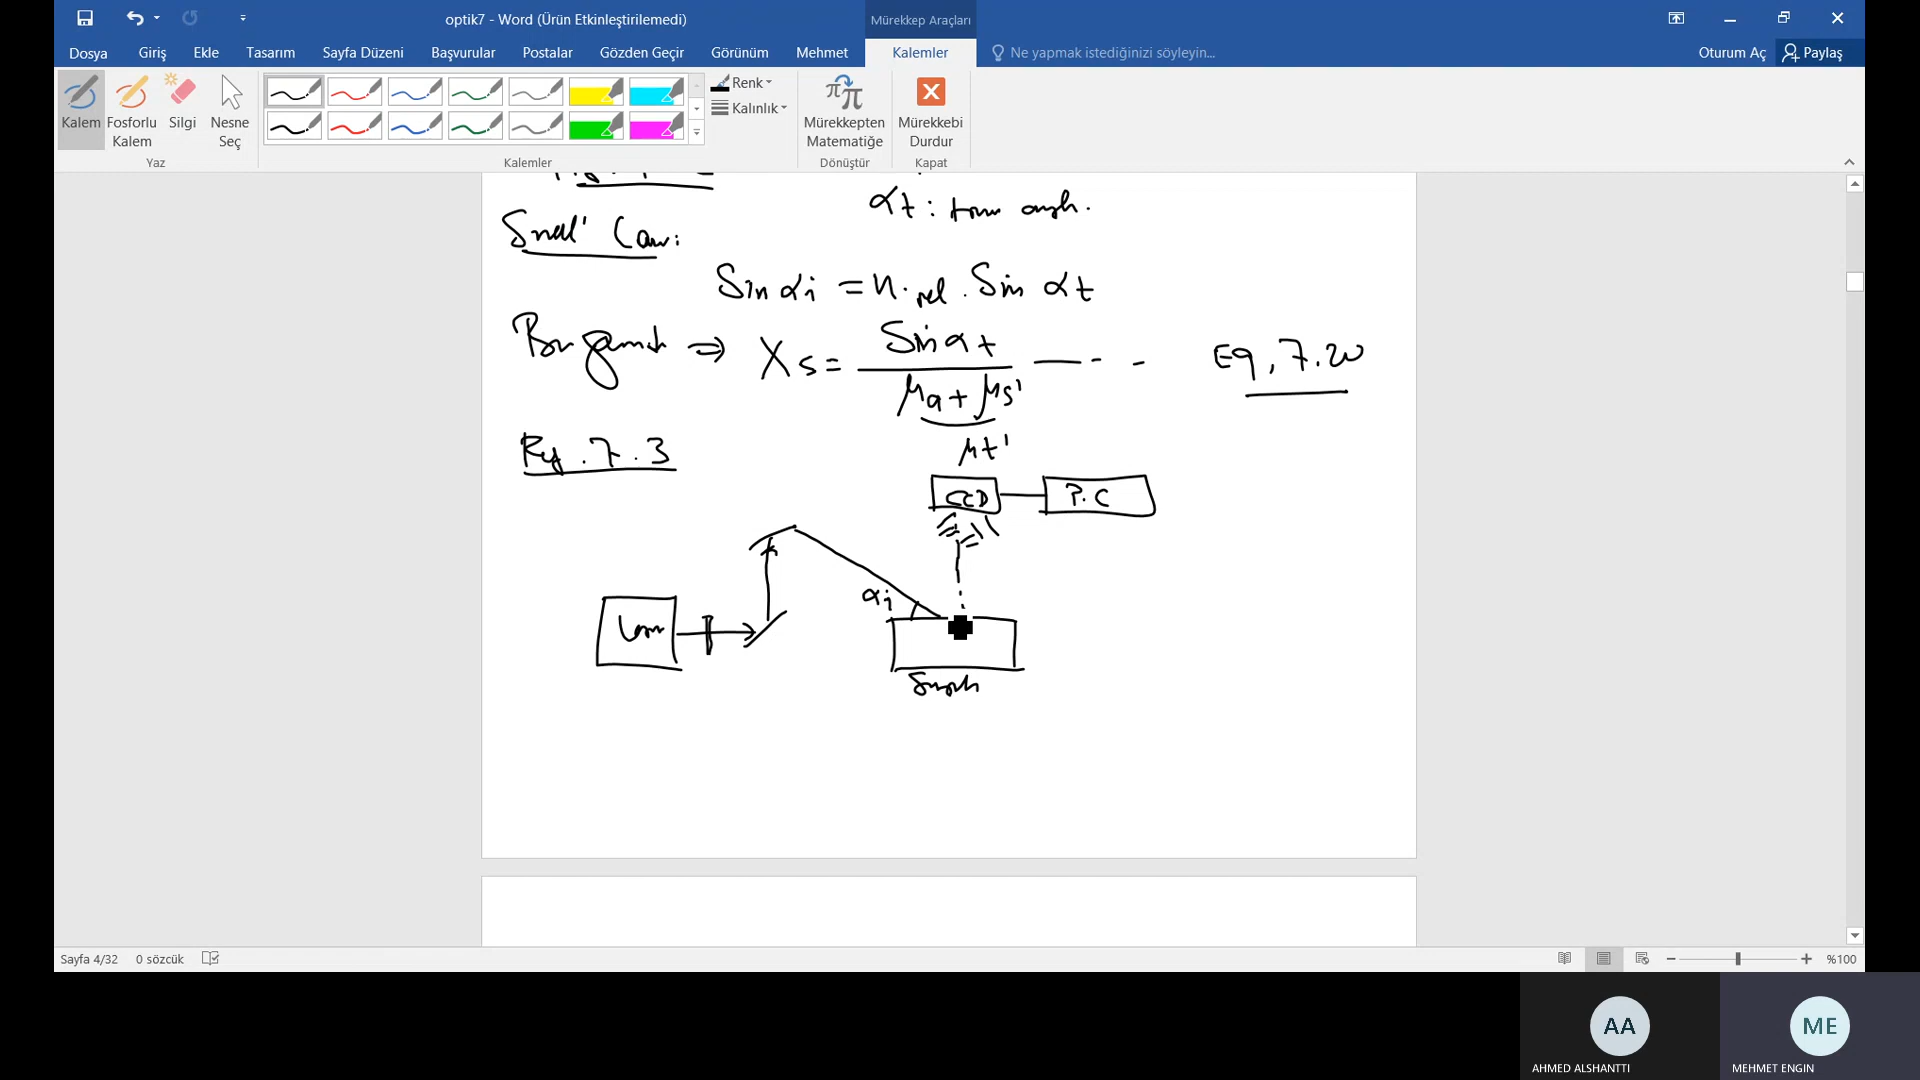 optik7 - Word (Ürün Etkinleştirilemedi)
Mürekkep Araçları
Dosya Giriş Ekle Tasarım Sayfa Düzeni Başvurular Postalar Gözden Geçir Görünüm Mehmet Kalemler Ne yapmak istediğinizi söyleyin... Oturum Aç Paylaş
Kalem Fosforlu Kalem Silgi Nesne Seç
Renk
Kalınlık
Mürekkepten Matematiğe
Mürekkebi Durdur
Yaz Kalemler Dönüştür Kapat
αt :
Snell' Law:
Sin αi = n.rel . Sin αt
⇒ Xs = Sin αt / μa + μs' - - - Eq, 7.20
μt'
Fig . 7 . 3
CCD P.C
αi
Sayfa 4/32 0 sözcük %100
AA ME
AHMED ALSHANTTI MEHMET ENGIN